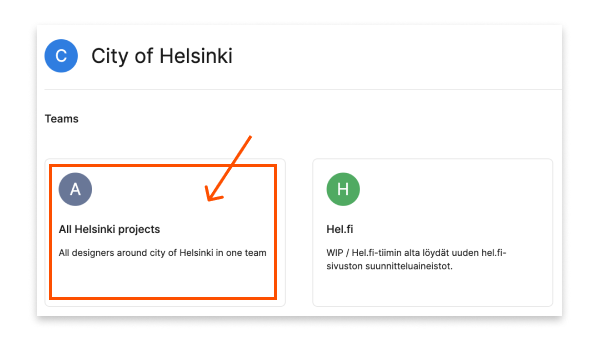 C
City of Helsinki
Teams
A
All Helsinki projects
All designers around city of Helsinki in one team
H
Hel.fi
WIP / Hel.fi-tiimin alta löydät uuden hel.fi-
sivuston suunnitteluaineistot.